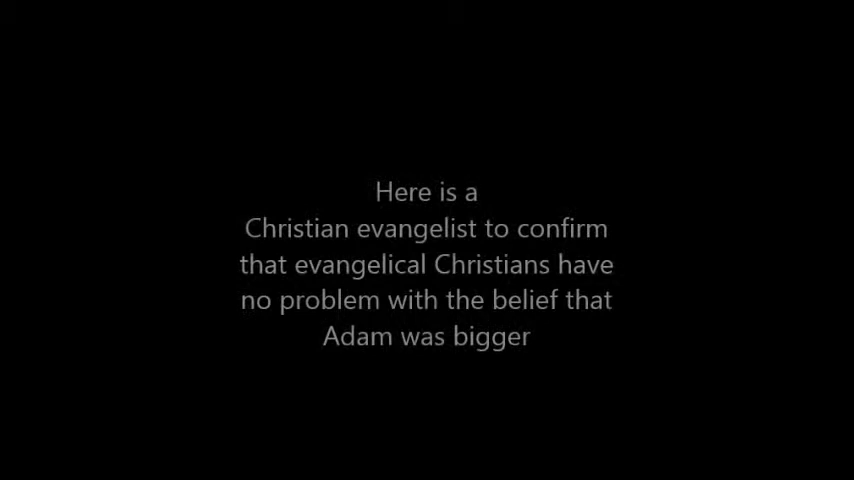 Here is a
Christian evangelist to confirm
that evangelical Christians have
no problem with the belief that
Adam was bigger